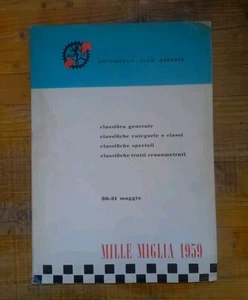 AUTOMOBILE CLUB BRESCIA
classifica generale
classifiche categorie e classi
classifiche speciali
classifiche tratti cronometrati
30-31 maggio
MILLE MIGLIA 1959